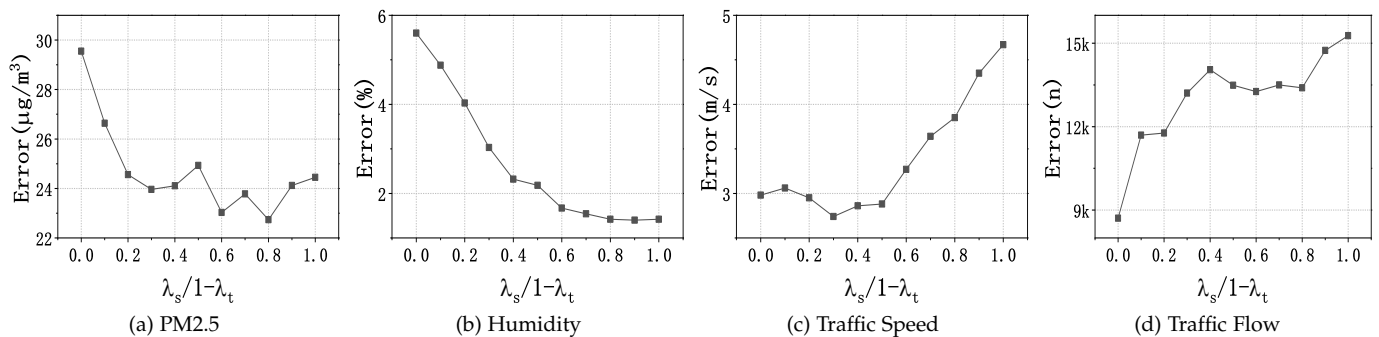 30
28
26
24
22
Error(μg/m³)
0.0 0.2 0.4 0.6 0.8 1.0
λs/1−λt
(a) PM2.5
6
4
2
Error(%)
0.0 0.2 0.4 0.6 0.8 1.0
λs/1−λt
(b) Humidity
5
4
3
Error(m/s)
0.0 0.2 0.4 0.6 0.8 1.0
λs/1−λt
(c) Traffic Speed
15k
12k
9k
Error(n)
0.0 0.2 0.4 0.6 0.8 1.0
λs/1−λt
(d) Traffic Flow